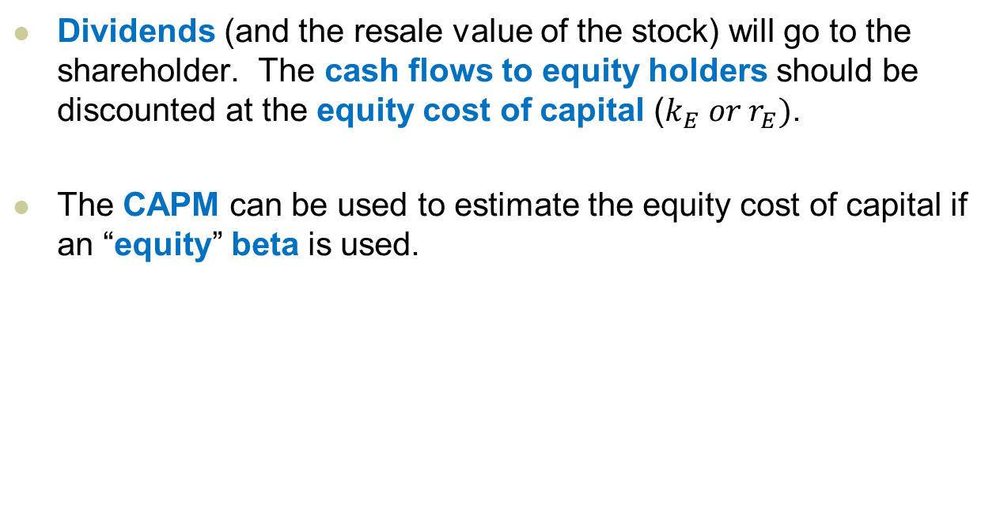 • Dividends (and the resale value of the stock) will go to the
shareholder.  The cash flows to equity holders should be
discounted at the equity cost of capital (k_E or r_E).
• The CAPM can be used to estimate the equity cost of capital if
an “equity” beta is used.